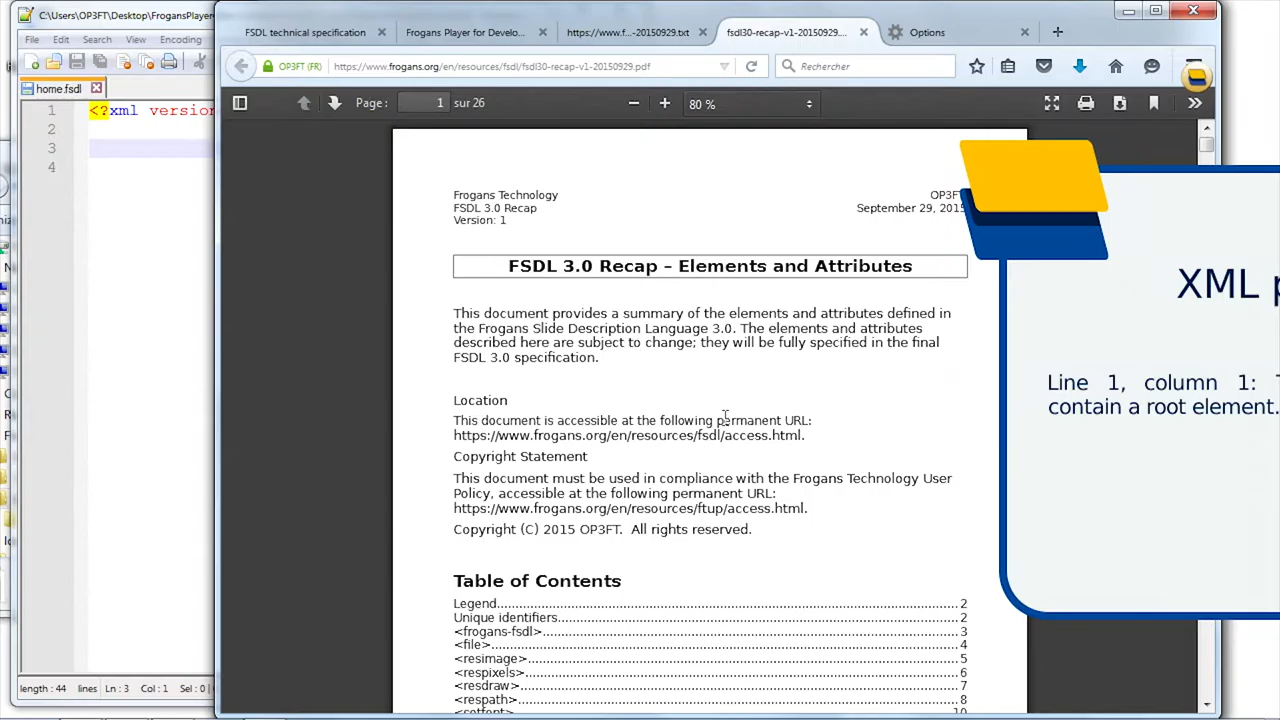 C:\Users\OP3FT\Desktop\FrogansPlayer
File Edit Search View Encoding
home.fsdl
1 <?xml version
2
3
4
length : 44 lines Ln : 3 Col : 1 Sel : 0
FSDL technical specification
Frogans Player for Develo...
https://www.f...-20150929.txt
fsdl30-recap-v1-20150929....
Options
OP3FT (FR) https://www.frogans.org/en/resources/fsdl/fsdl30-recap-v1-20150929.pdf
Rechercher
Page : 1 sur 26
80 %
Frogans Technology
FSDL 3.0 Recap
Version: 1
OP3FT
September 29, 2015
FSDL 3.0 Recap – Elements and Attributes
This document provides a summary of the elements and attributes defined in
the Frogans Slide Description Language 3.0. The elements and attributes
described here are subject to change; they will be fully specified in the final
FSDL 3.0 specification.
Location
This document is accessible at the following permanent URL:
https://www.frogans.org/en/resources/fsdl/access.html.
Copyright Statement
This document must be used in compliance with the Frogans Technology User
Policy, accessible at the following permanent URL:
https://www.frogans.org/en/resources/ftup/access.html.
Copyright (C) 2015 OP3FT. All rights reserved.
Table of Contents
Legend 2
Unique identifiers 2
<frogans-fsdl> 3
<file> 4
<resimage> 5
<respixels> 6
<resdraw> 7
<respath> 8
XML
Line 1, column 1:
contain a root element.